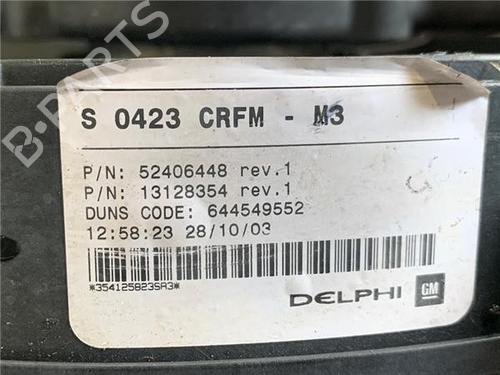 S 0423 CRFM - M3
P/N: 52406448 rev.1
P/N: 13128354 rev.1
DUNS CODE: 644549552
12:58:23 28/10/03
*354125823SA3*
DELPHI GM
B-PARTS